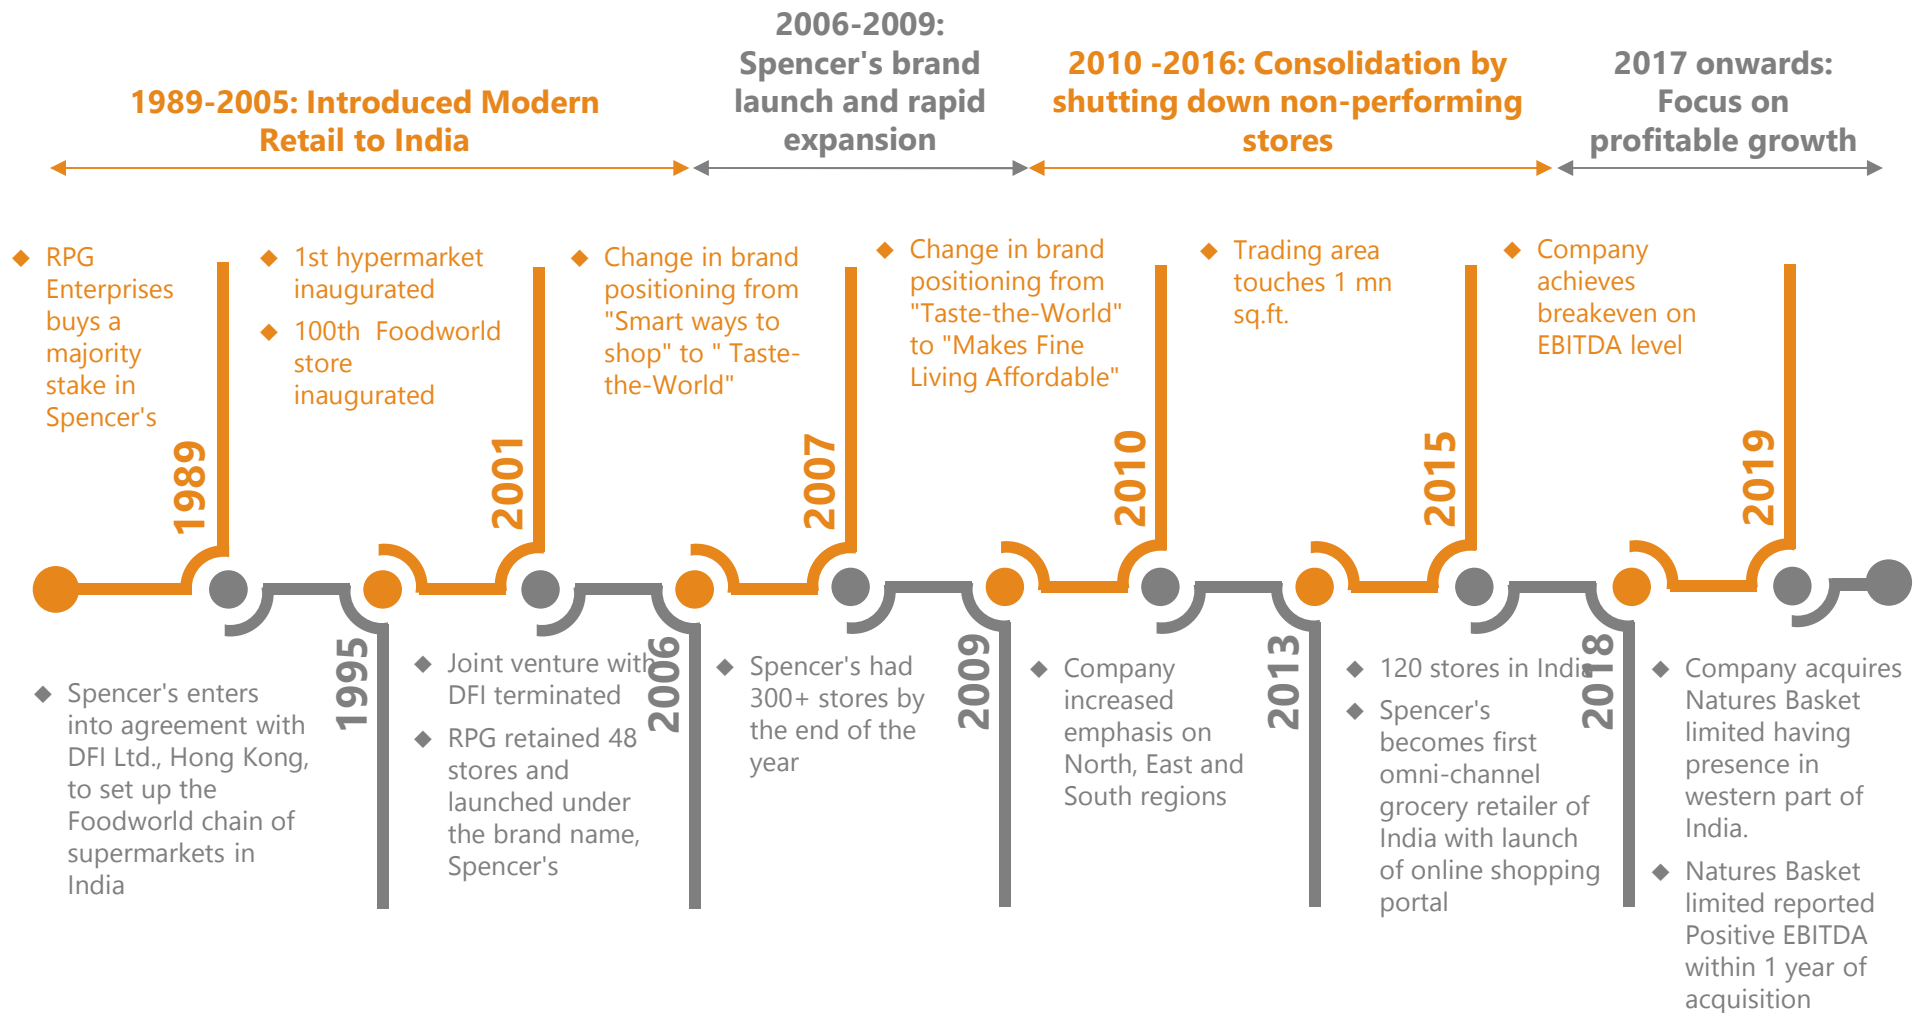 1989-2005: Introduced Modern
Retail to India
2006-2009:
Spencer's brand
launch and rapid
expansion
2010 -2016: Consolidation by
shutting down non-performing
stores
2017 onwards:
Focus on
profitable growth
◆ RPG
Enterprises
buys a
majority
stake in
Spencer's
1989
◆ 1st hypermarket
inaugurated
◆ 100th Foodworld
store
inaugurated
2001
◆ Change in brand
positioning from
"Smart ways to
shop" to " Taste-
the-World"
2007
◆ Change in brand
positioning from
"Taste-the-World"
to "Makes Fine
Living Affordable"
2010
◆ Trading area
touches 1 mn
sq.ft.
2015
◆ Company
achieves
breakeven on
EBITDA level
2019
◆ Spencer's enters
into agreement with
DFI Ltd., Hong Kong,
to set up the
Foodworld chain of
supermarkets in
India
1995
◆ Joint venture with
DFI terminated
◆ RPG retained 48
stores and
launched under
the brand name,
Spencer's
2006
◆ Spencer's had
300+ stores by
the end of the
year
2009
◆ Company
increased
emphasis on
North, East and
South regions
2013
◆ 120 stores in India
◆ Spencer's
becomes first
omni-channel
grocery retailer of
India with launch
of online shopping
portal
2018
◆ Company acquires
Natures Basket
limited having
presence in
western part of
India.
◆ Natures Basket
limited reported
Positive EBITDA
within 1 year of
acquisition